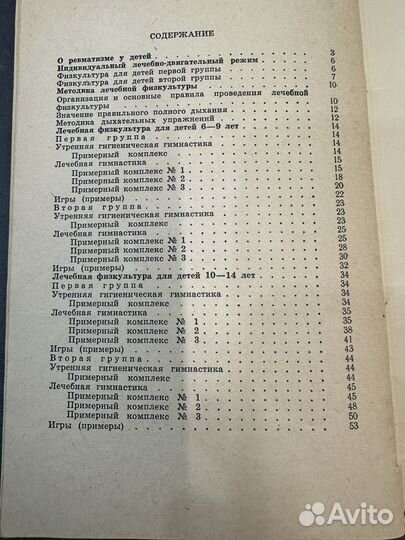 СОДЕРЖАНИЕ
О ревматизме у детей . . . . . . . . 3
Индивидуальный лечебно-двигательный режим . . 6
Физкультура для детей первой группы . . . . . 6
Физкультура для детей второй группы . . . . . 7
Методика лечебной физкультуры . . . . . . 10
Организация и основные правила проведения лечебной
физкультуры . . . . . . . . . . 10
Значение правильного полного дыхания . . . . 12
Методика дыхательных упражнений . . . . . 12
Лечебная физкультура для детей 6—9 лет . . . . 14
Первая группа . . . . . . . . . 14
Утренняя гигиеническая гимнастика . . . . . 14
Примерный комплекс . . . . . . . 14
Лечебная гимнастика . . . . . . . . 15
Примерный комплекс № 1 . . . . . . 15
Примерный комплекс № 2 . . . . . . 18
Примерный комплекс № 3 . . . . . . 20
Игры (примеры) . . . . . . . . . 22
Вторая группа . . . . . . . . . 23
Утренняя гигиеническая гимнастика . . . . . 23
Примерный комплекс . . . . . . . 23
Лечебная гимнастика . . . . . . . . 25
Примерный комплекс № 1 . . . . . . 25
Примерный комплекс № 2 . . . . . . 28
Примерный комплекс № 3 . . . . . . 30
Игры (примеры) . . . . . . . . . 32
Лечебная физкультура для детей 10—14 лет . . . 34
Первая группа . . . . . . . . . 34
Утренняя гигиеническая гимнастика . . . . . 34
Примерный комплекс . . . . . . . 34
Лечебная гимнастика . . . . . . . . 35
Примерный комплекс № 1 . . . . . . 35
Примерный комплекс № 2 . . . . . . 38
Примерный комплекс № 3 . . . . . . 41
Игры (примеры) . . . . . . . . . 43
Вторая группа . . . . . . . . . 44
Утренняя гигиеническая гимнастика . . . . . 44
Примерный комплекс . . . . . . . 44
Лечебная гимнастика . . . . . . . . 45
Примерный комплекс № 1 . . . . . . 45
Примерный комплекс № 2 . . . . . . 48
Примерный комплекс № 3 . . . . . . 50
Игры (примеры) . . . . . . . . . 53
Avito